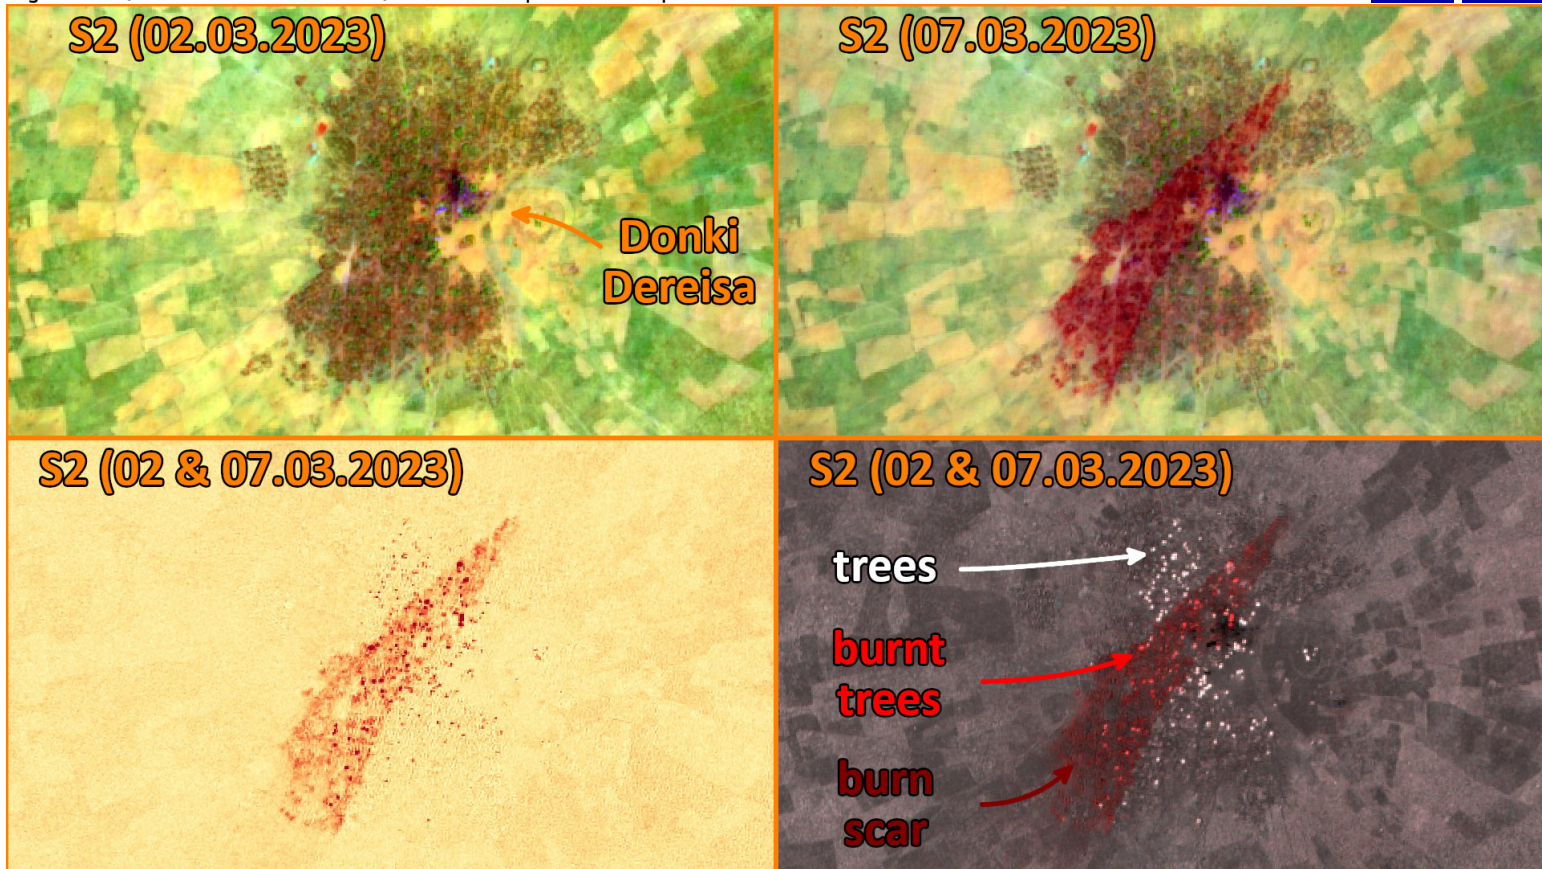 S2 (02.03.2023)
S2 (07.03.2023)
Donki
Dereisa
S2 (02 & 07.03.2023)
S2 (02 & 07.03.2023)
trees
burnt
trees
burn
scar